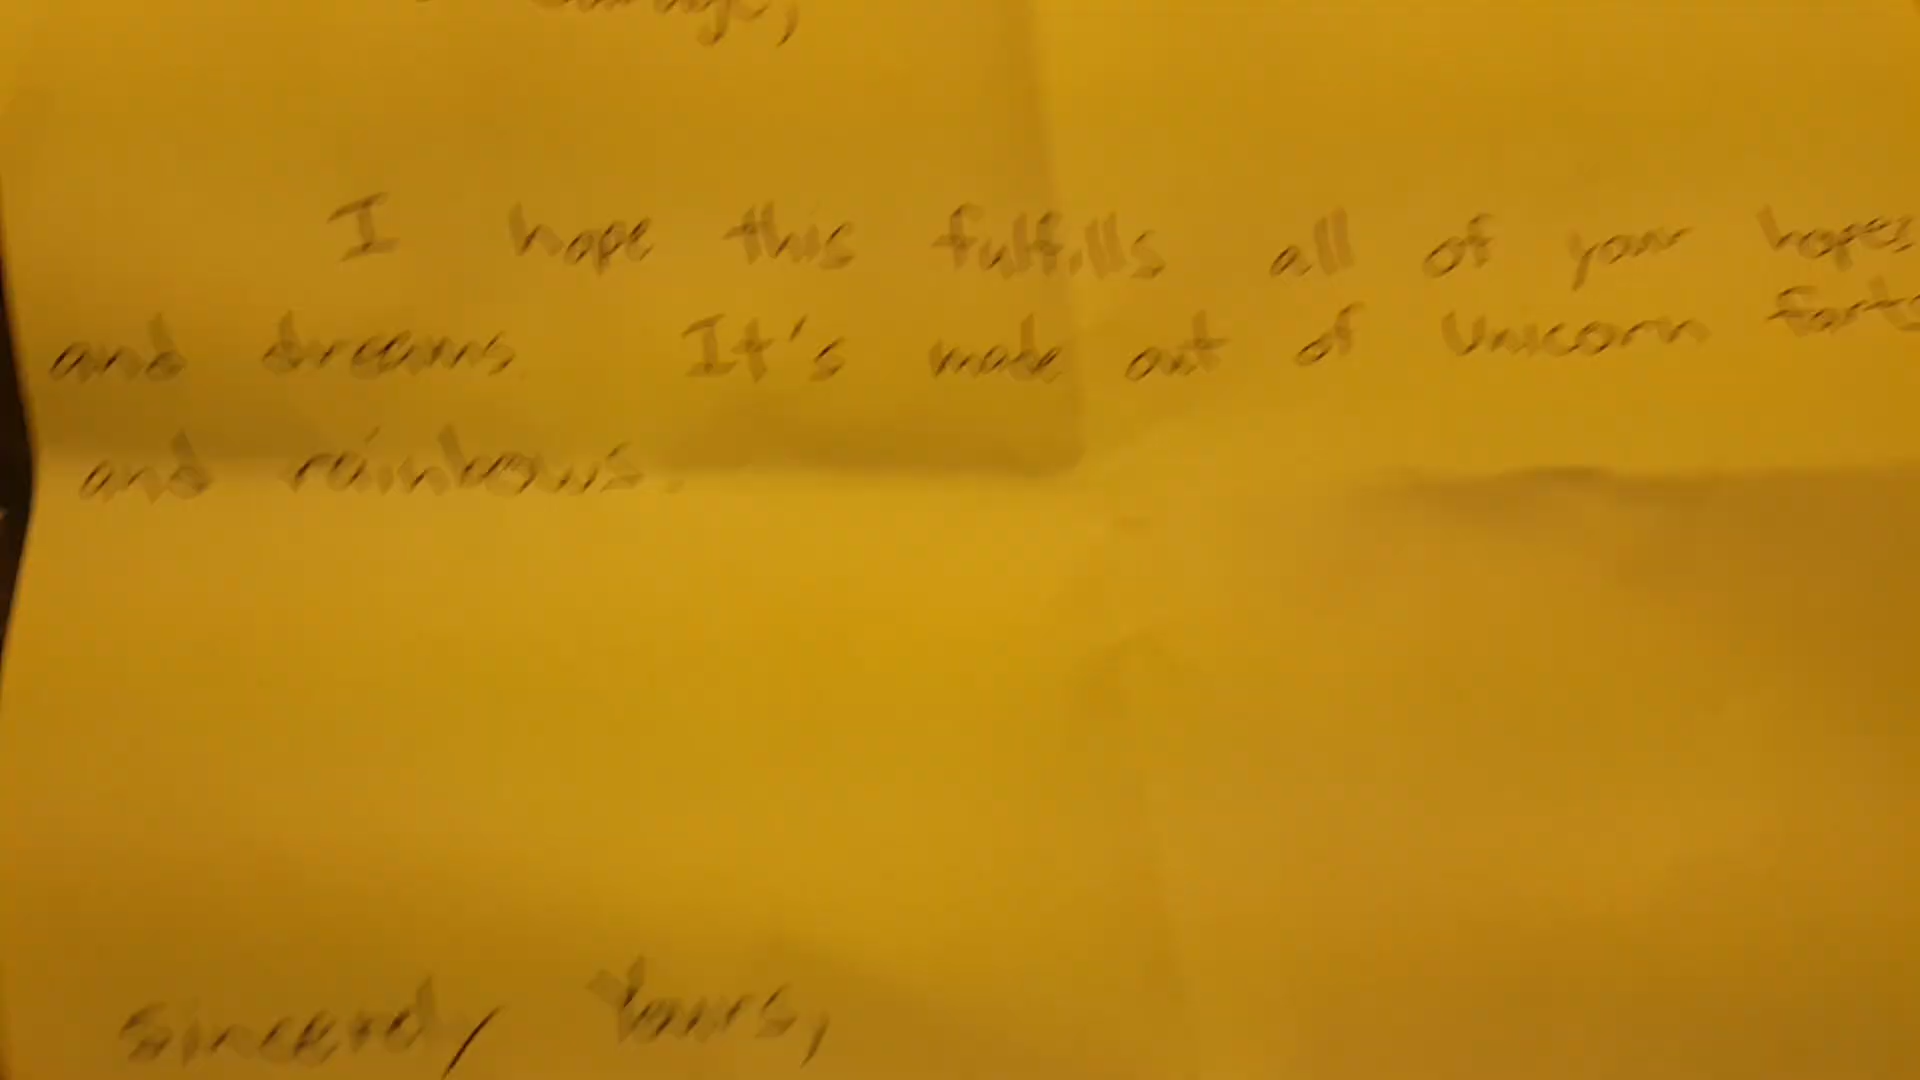 I hope this fulfills all of your hopes
and dreams. It's made out of Unicorn farts
and rainbows.
Sincerely Yours,